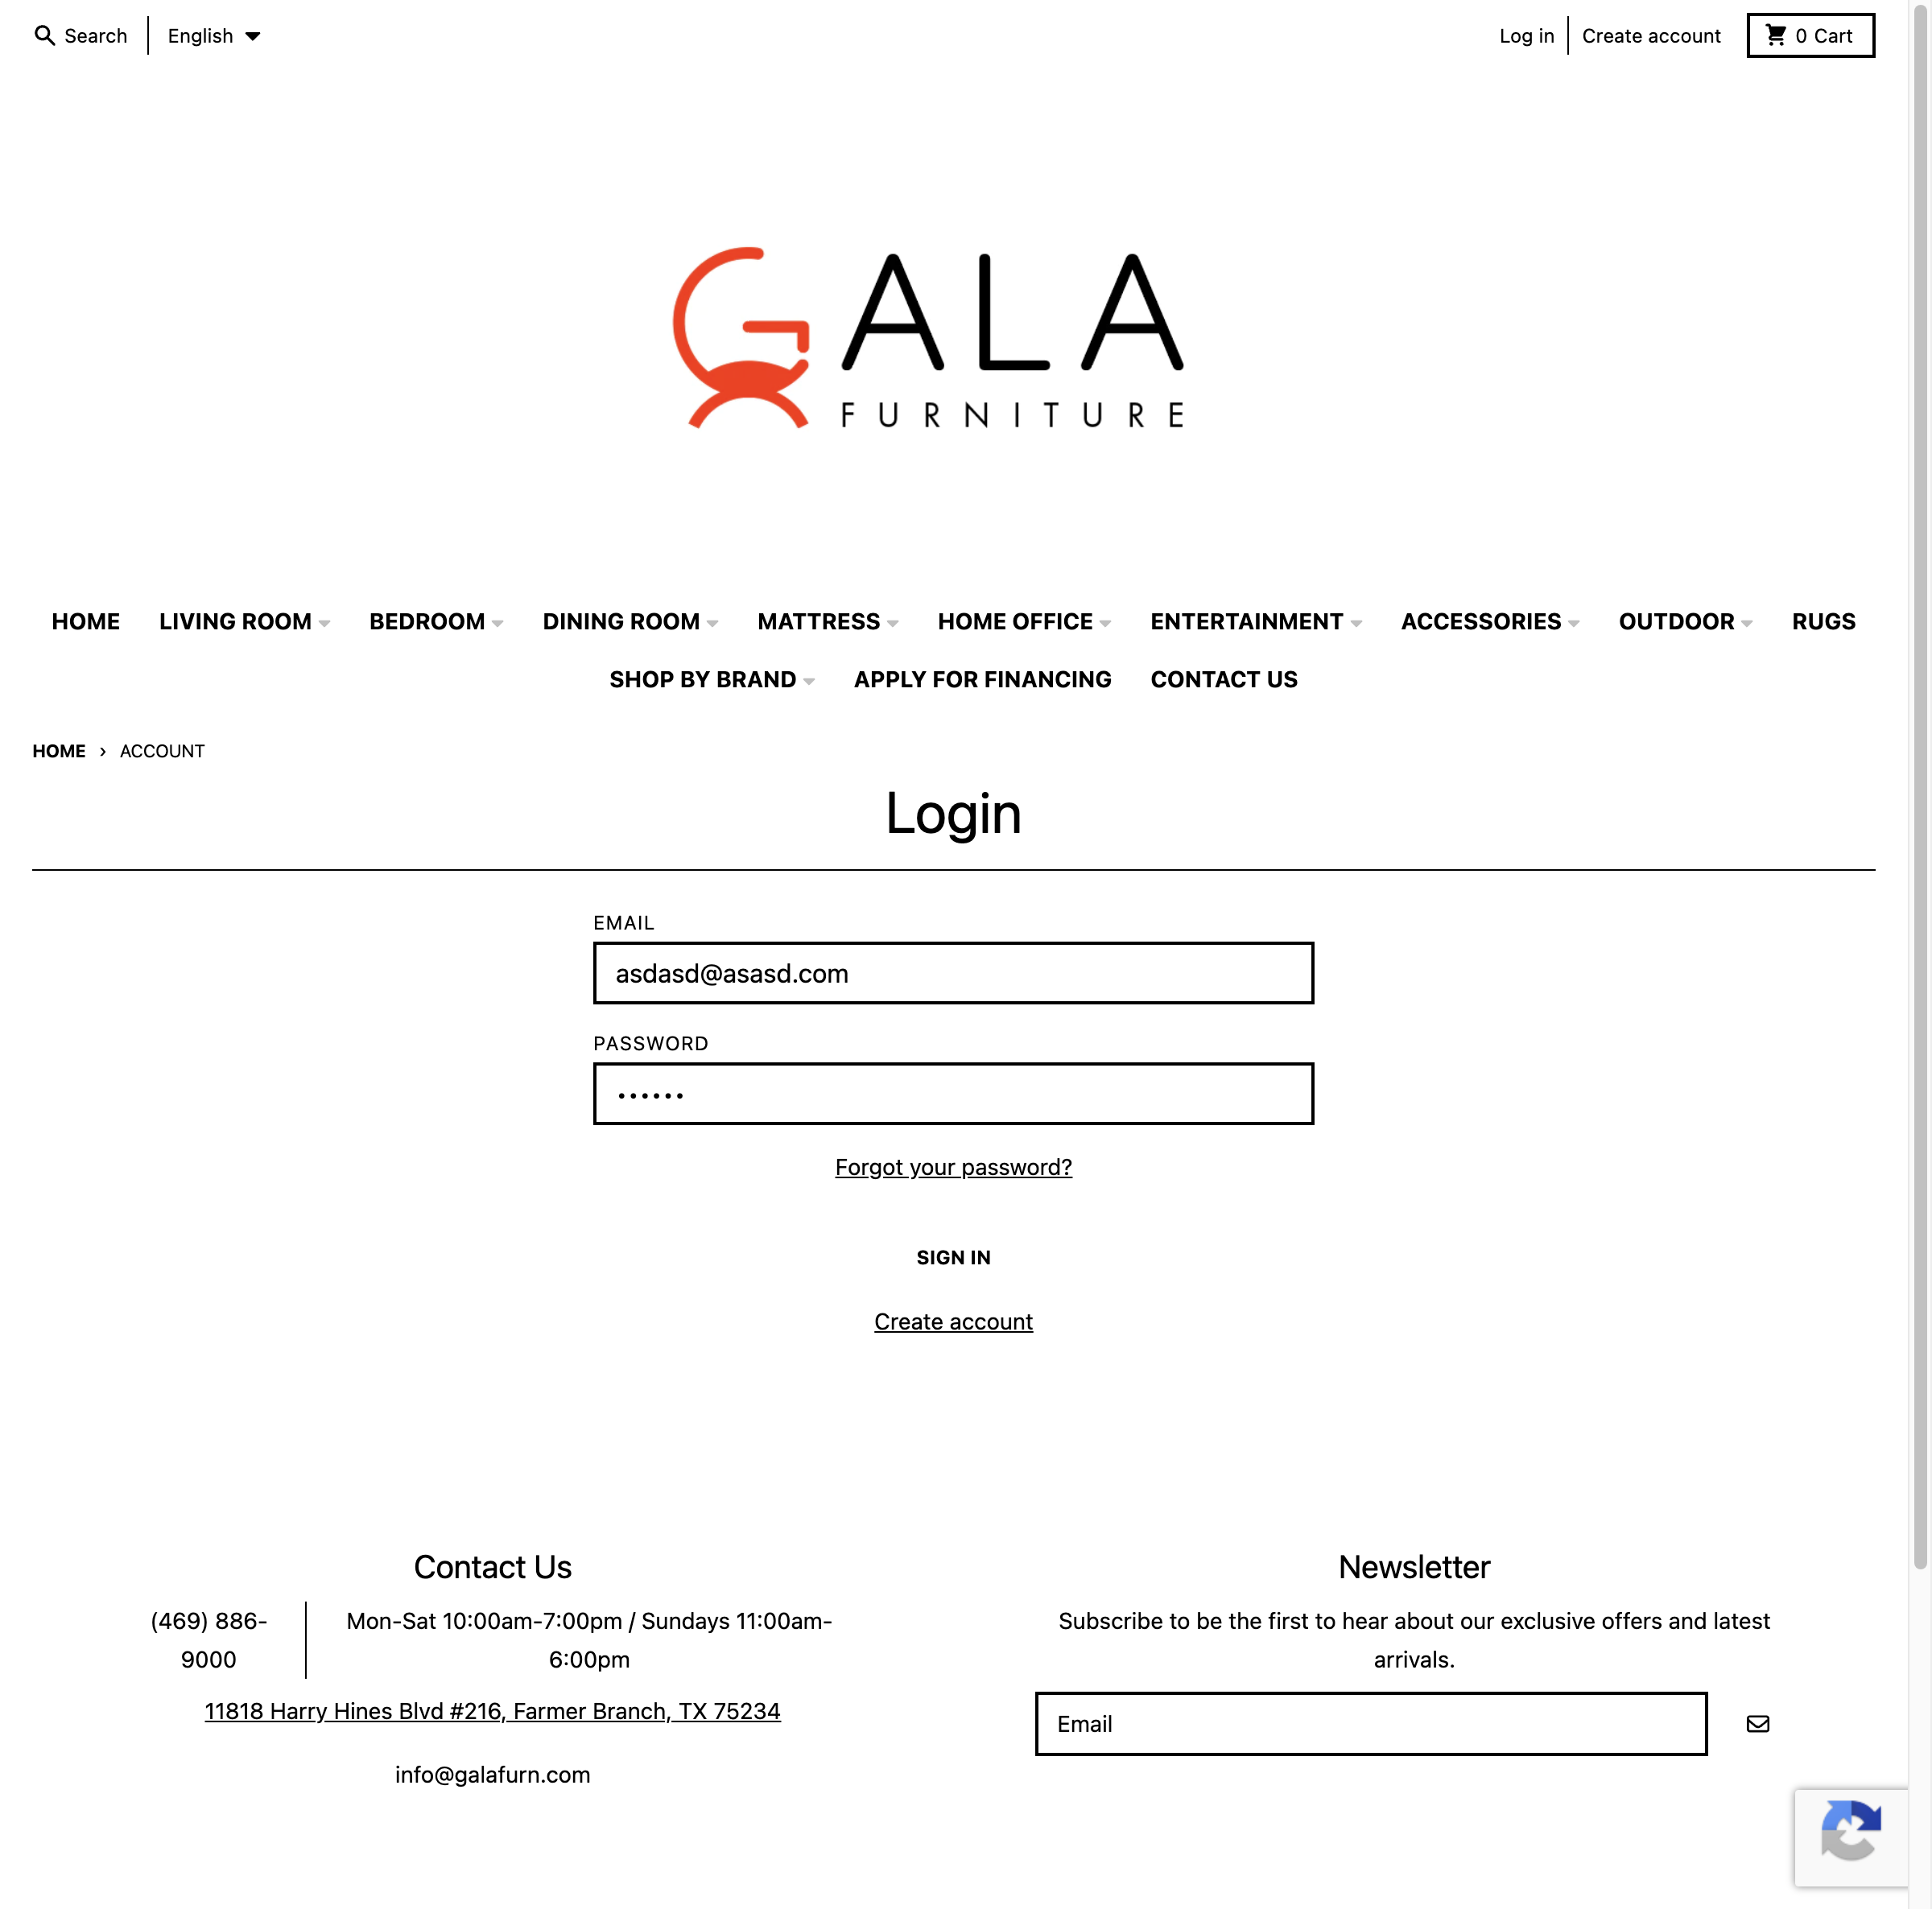 Search
English
Log in
Create account
0 Cart
GALA
FURNITURE
HOME
LIVING ROOM
BEDROOM
DINING ROOM
MATTRESS
HOME OFFICE
ENTERTAINMENT
ACCESSORIES
OUTDOOR
RUGS
SHOP BY BRAND
APPLY FOR FINANCING
CONTACT US
HOME › ACCOUNT
Login
EMAIL
asdasd@asasd.com
PASSWORD
••••••
Forgot your password?
SIGN IN
Create account
Contact Us
(469) 886-
9000
Mon-Sat 10:00am-7:00pm / Sundays 11:00am-
6:00pm
11818 Harry Hines Blvd #216, Farmer Branch, TX 75234
info@galafurn.com
Newsletter
Subscribe to be the first to hear about our exclusive offers and latest
arrivals.
Email